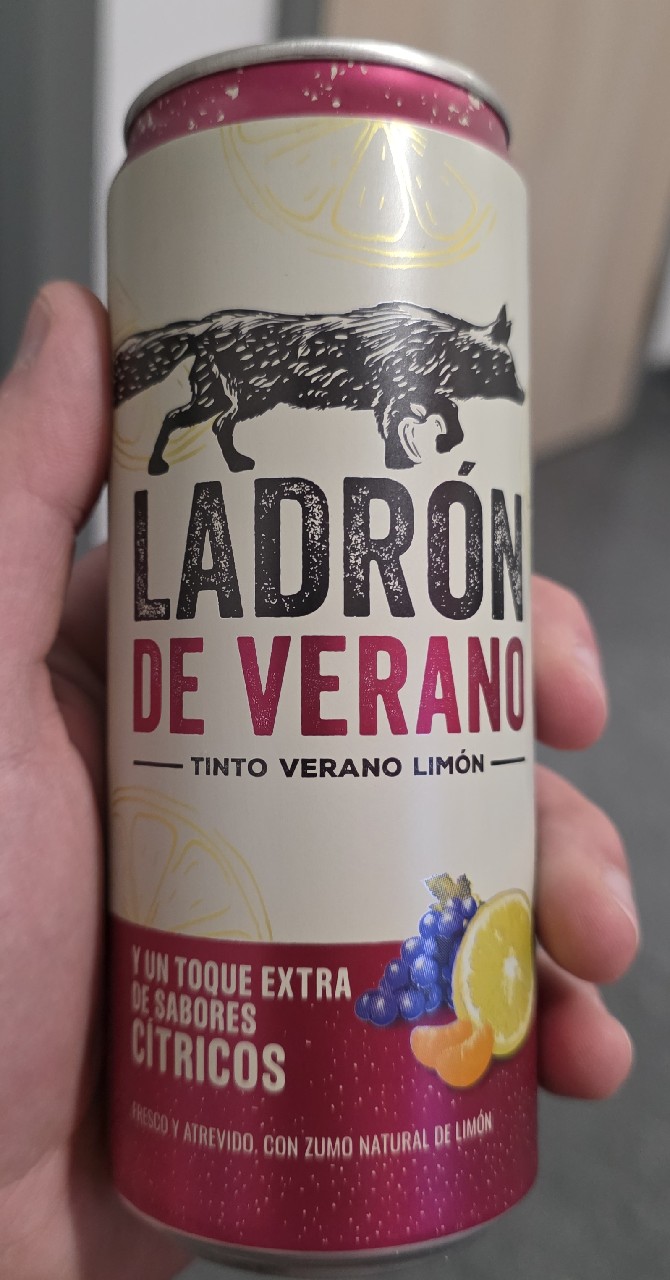 LADRÓN
DE VERANO
TINTO VERANO LIMÓN
Y UN TOQUE EXTRA
DE SABORES
CÍTRICOS
FRESCO Y ATREVIDO, CON ZUMO NATURAL DE LIMÓN